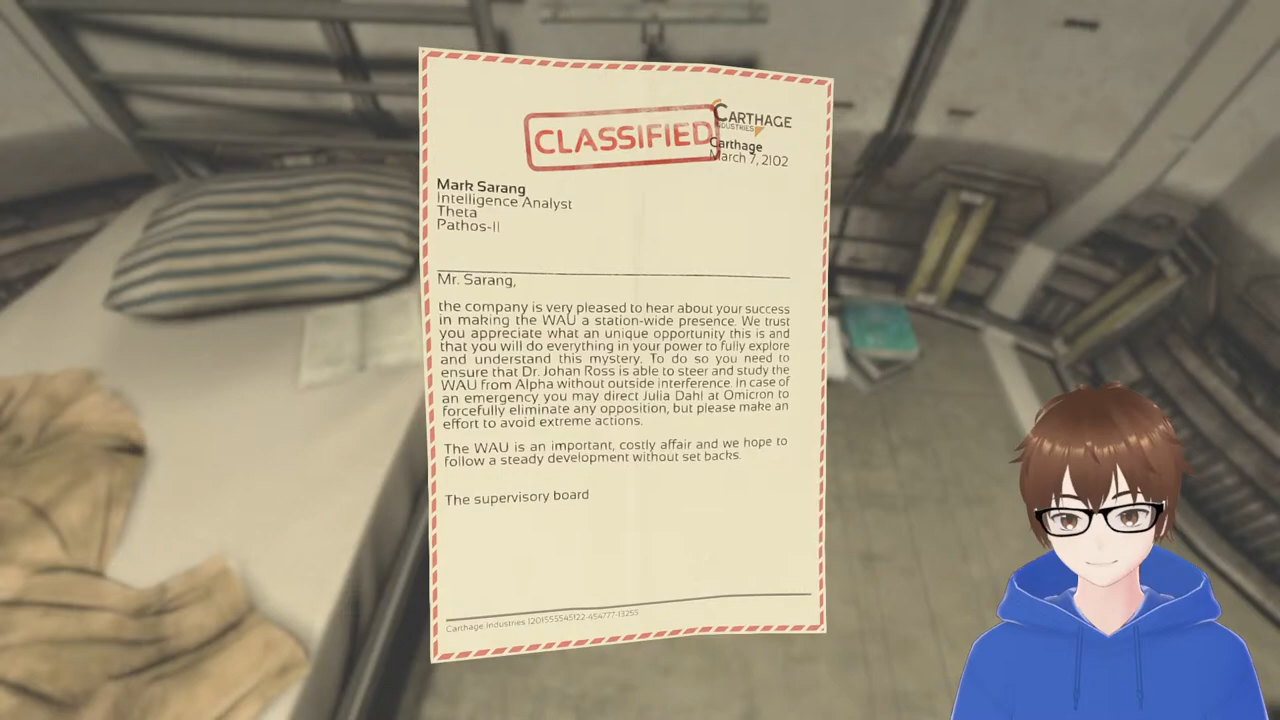 CLASSIFIED
CARTHAGE
INDUSTRIES
Carthage
March 7, 2102
Mark Sarang
Intelligence Analyst
Theta
Pathos-II
Mr. Sarang,
the company is very pleased to hear about your success
in making the WAU a station-wide presence. We trust
you appreciate what an unique opportunity this is and
that you will do everything in your power to fully explore
and understand this mystery. To do so you need to
ensure that Dr. Johan Ross is able to steer and study the
WAU from Alpha without outside interference. In case of
an emergency you may direct Julia Dahl at Omicron to
forcefully eliminate any opposition, but please make an
effort to avoid extreme actions.
The WAU is an important, costly affair and we hope to
follow a steady development without set backs.
The supervisory board
Carthage Industries 1201555545122-454777-13255